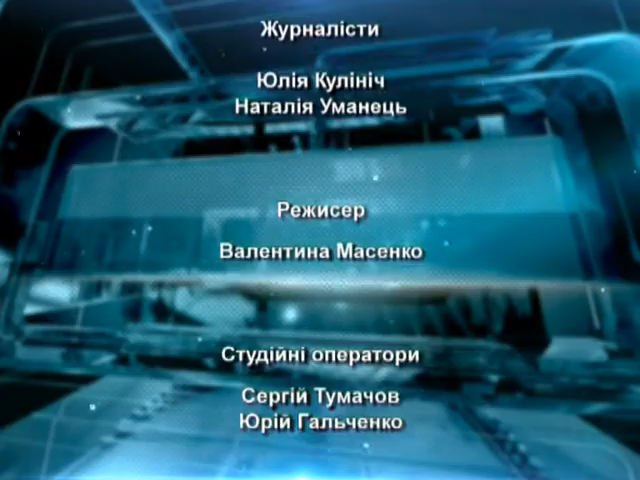 Журналісти
Юлія Кулініч
Наталія Уманець
Режисер
Валентина Масенко
Студійні оператори
Сергій Тумачов
Юрій Гальченко